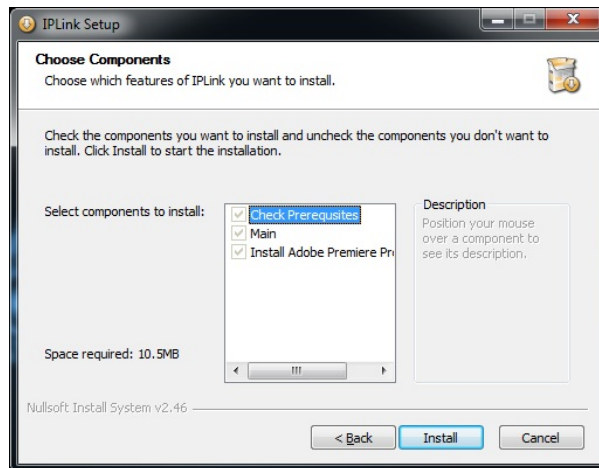 IPLink Setup
Choose Components
Choose which features of IPLink you want to install.
Check the components you want to install and uncheck the components you don't want to
install. Click Install to start the installation.
Select components to install:
Check Prerequsites
Main
Install Adobe Premiere Pr
Description
Position your mouse
over a component to
see its description.
Space required: 10.5MB
Nullsoft Install System v2.46
< Back
Install
Cancel